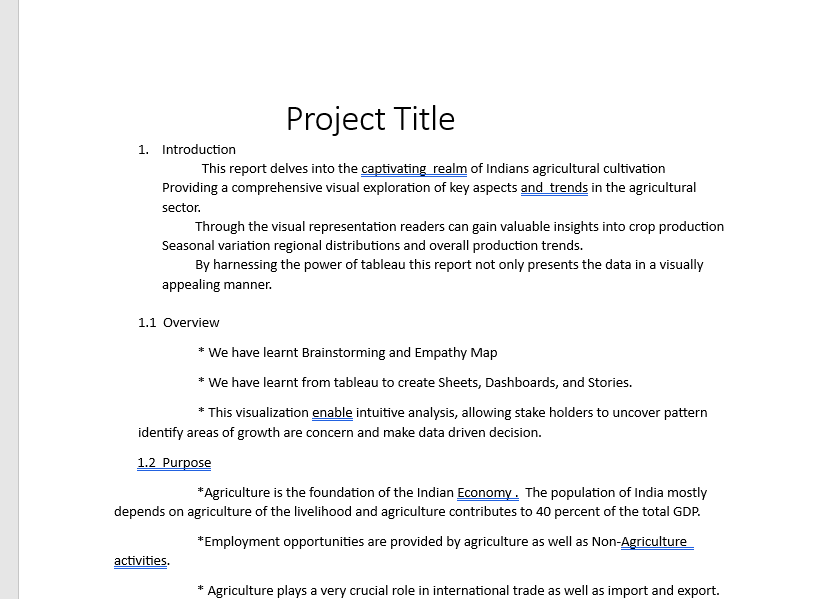 Project Title
1. Introduction
This report delves into the captivating realm of Indians agricultural cultivation
Providing a comprehensive visual exploration of key aspects and trends in the agricultural
sector.
Through the visual representation readers can gain valuable insights into crop production
Seasonal variation regional distributions and overall production trends.
By harnessing the power of tableau this report not only presents the data in a visually
appealing manner.
1.1 Overview
* We have learnt Brainstorming and Empathy Map
* We have learnt from tableau to create Sheets, Dashboards, and Stories.
* This visualization enable intuitive analysis, allowing stake holders to uncover pattern
identify areas of growth are concern and make data driven decision.
1.2 Purpose
*Agriculture is the foundation of the Indian Economy . The population of India mostly
depends on agriculture of the livelihood and agriculture contributes to 40 percent of the total GDP.
*Employment opportunities are provided by agriculture as well as Non-Agriculture
activities.
* Agriculture plays a very crucial role in international trade as well as import and export.